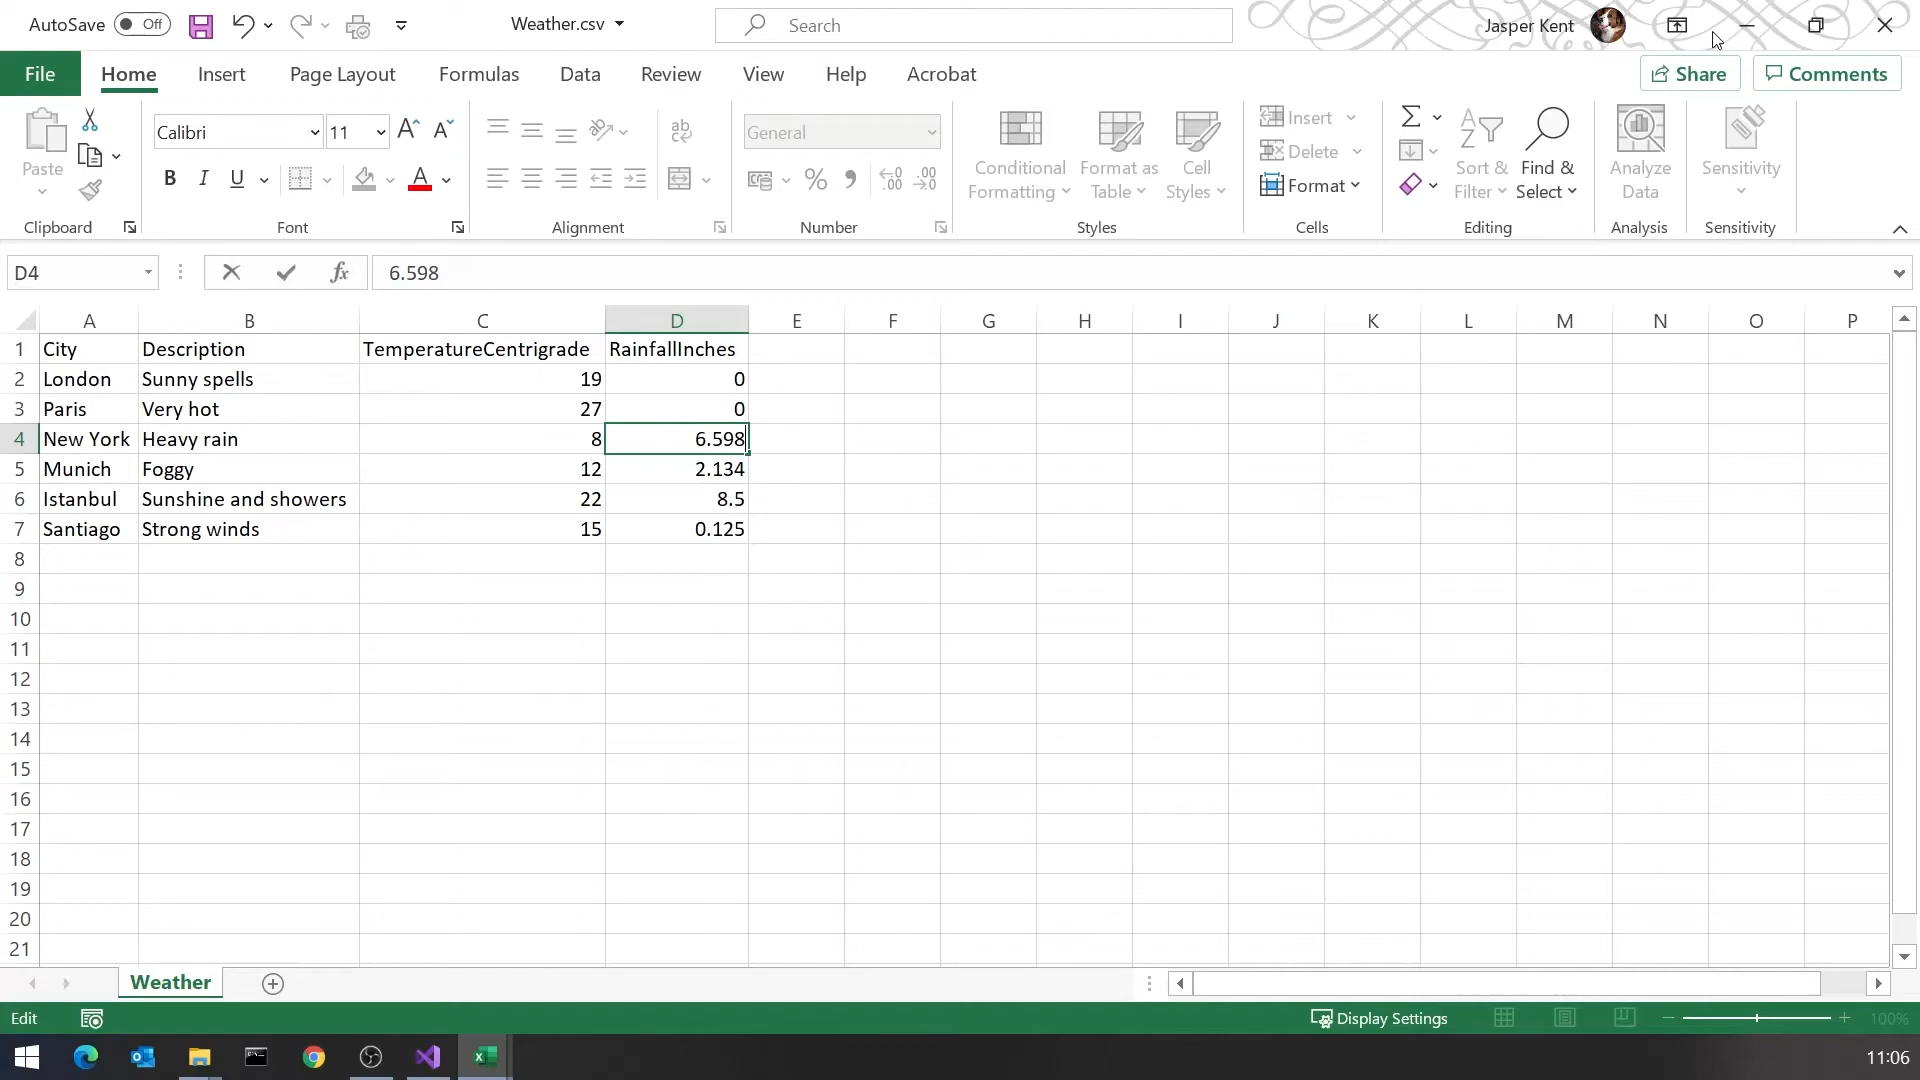 AutoSave Off Weather.csv Search Jasper Kent
File Home Insert Page Layout Formulas Data Review View Help Acrobat Share Comments
Paste
Calibri 11
B I U A
ab
General
% 9
Conditional Formatting
Format as Table
Cell Styles
Insert
Delete
Format
Sort & Filter
Find & Select
Analyze Data
Sensitivity
Clipboard Font Alignment Number Styles Cells Editing Analysis Sensitivity
D4 fx 6.598
A B C D E F G H I J K L M N O P
1 City Description TemperatureCentrigrade RainfallInches
2 London Sunny spells 19 0
3 Paris Very hot 27 0
4 New York Heavy rain 8 6.598
5 Munich Foggy 12 2.134
6 Istanbul Sunshine and showers 22 8.5
7 Santiago Strong winds 15 0.125
8
9
10
11
12
13
14
15
16
17
18
19
20
21
Weather
Edit Display Settings 100%
11:06